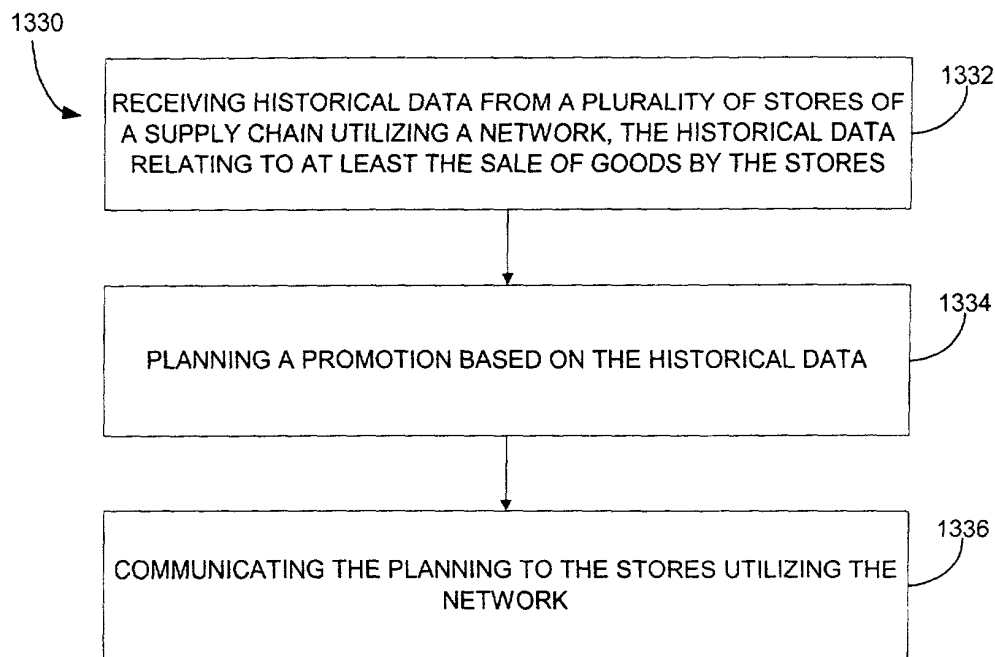 1330
1332
RECEIVING HISTORICAL DATA FROM A PLURALITY OF STORES OF
A SUPPLY CHAIN UTILIZING A NETWORK, THE HISTORICAL DATA
RELATING TO AT LEAST THE SALE OF GOODS BY THE STORES
1334
PLANNING A PROMOTION BASED ON THE HISTORICAL DATA
1336
COMMUNICATING THE PLANNING TO THE STORES UTILIZING THE
NETWORK